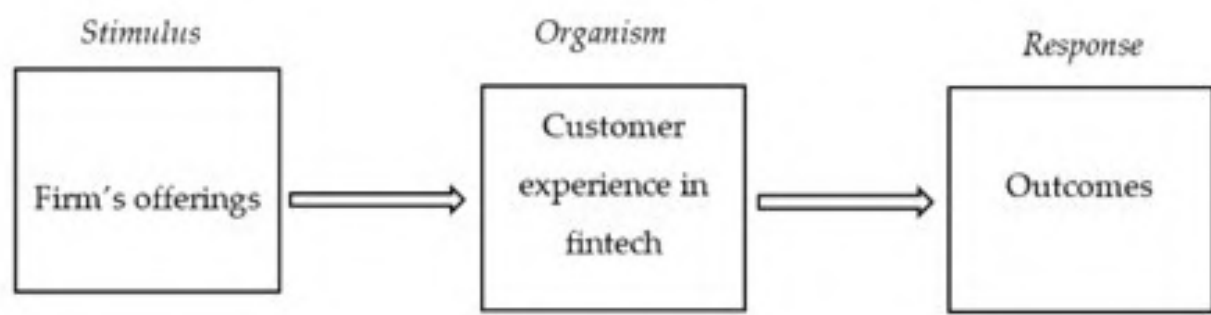 Stimulus
Organism
Response
Firm's offerings
Customer
experience in
fintech
Outcomes